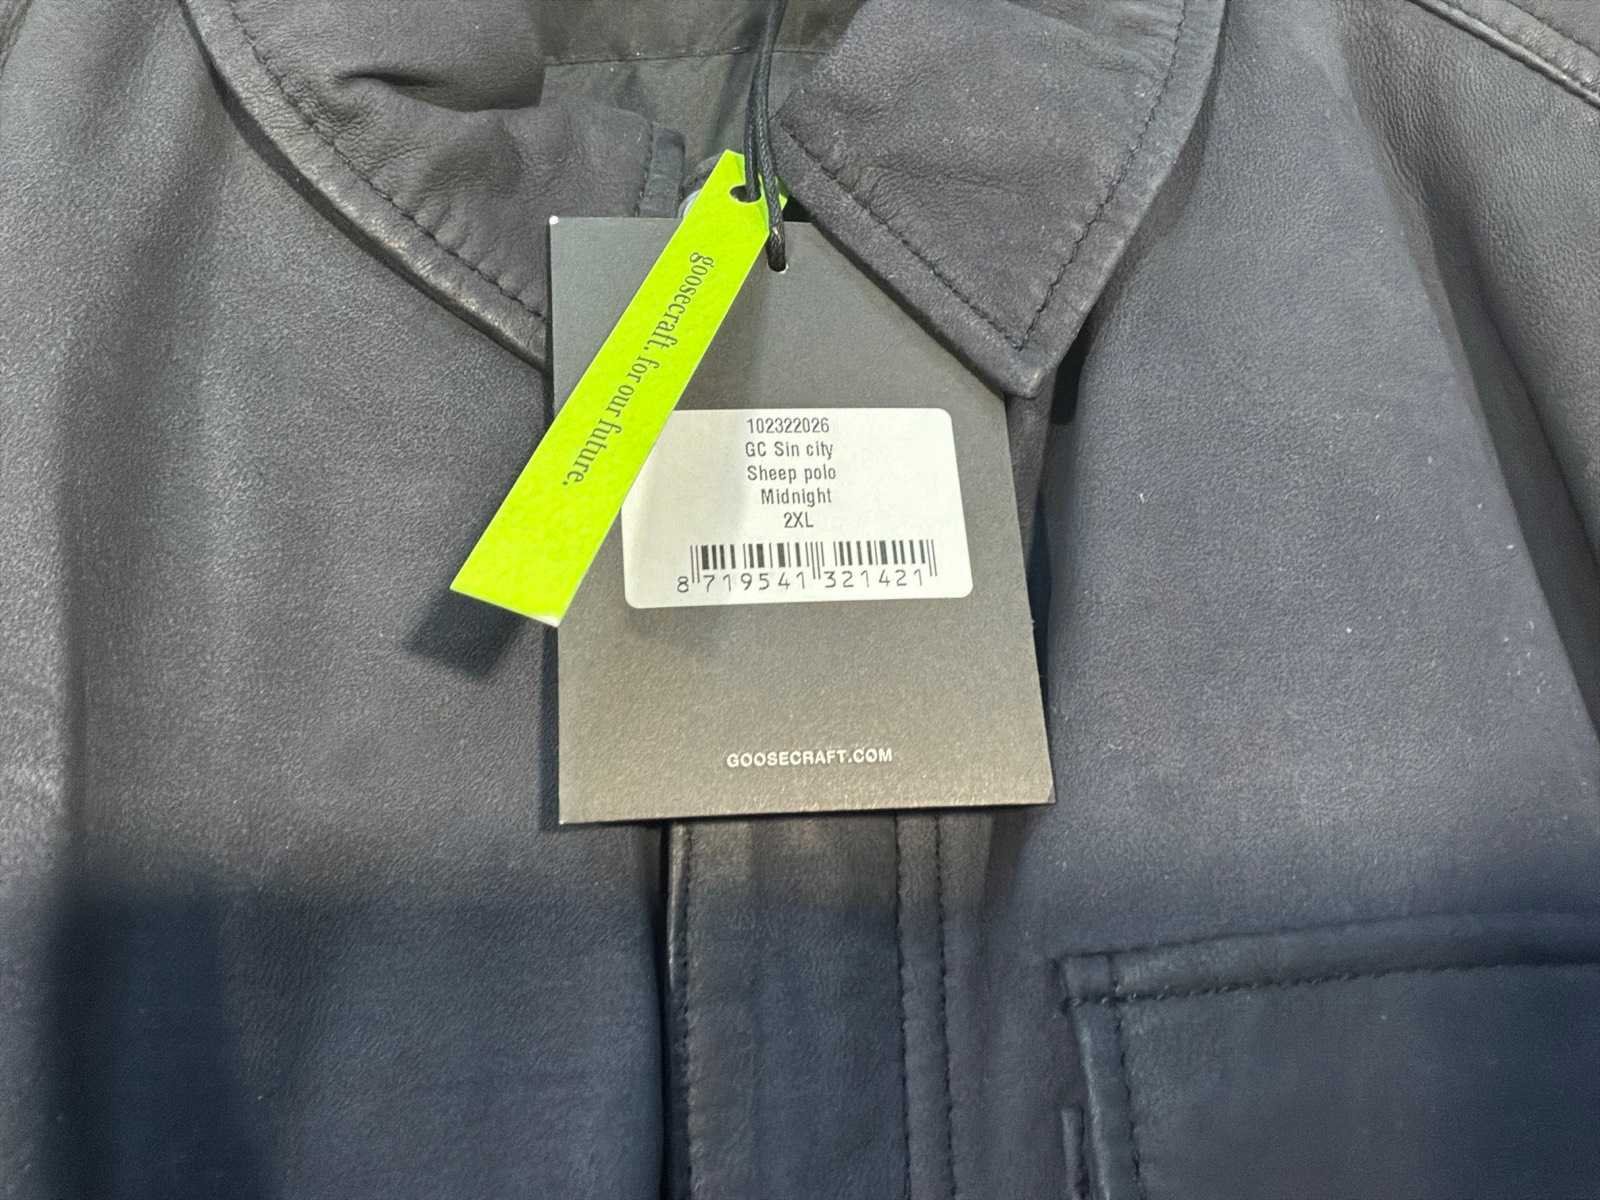 goosecraft. for our future.
102322026
GC Sin city
Sheep polo
Midnight
2XL
8 719541 321421
GOOSECRAFT.COM